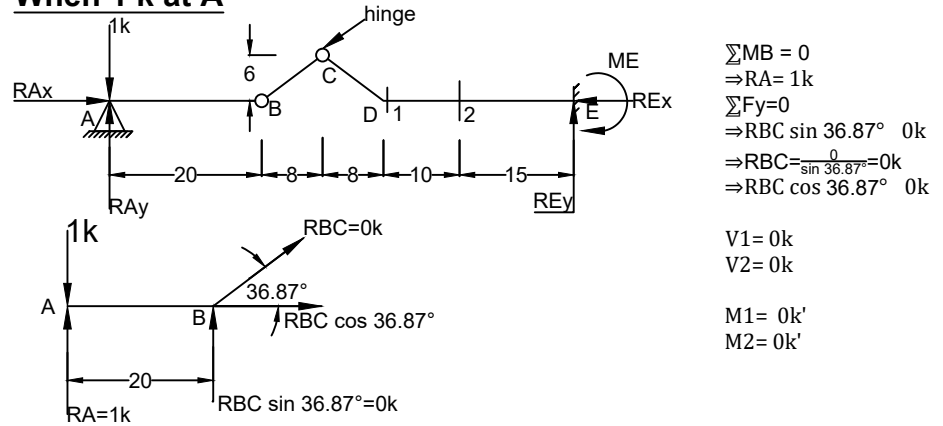 When 1 k at A
1k
hinge
6
C
ME
RAx
A
B
D
1
2
E
REx
20
8
8
10
15
RAy
REy
1k
RBC=0k
A
36.87°
B
RBC cos 36.87°
20
RBC sin 36.87°=0k
RA=1k
∑MB = 0
⇒RA= 1k
∑Fy=0
⇒RBC sin 36.87° 0k
⇒RBC=0/sin 36.87°=0k
⇒RBC cos 36.87° 0k
V1= 0k
V2= 0k
M1= 0k'
M2= 0k'